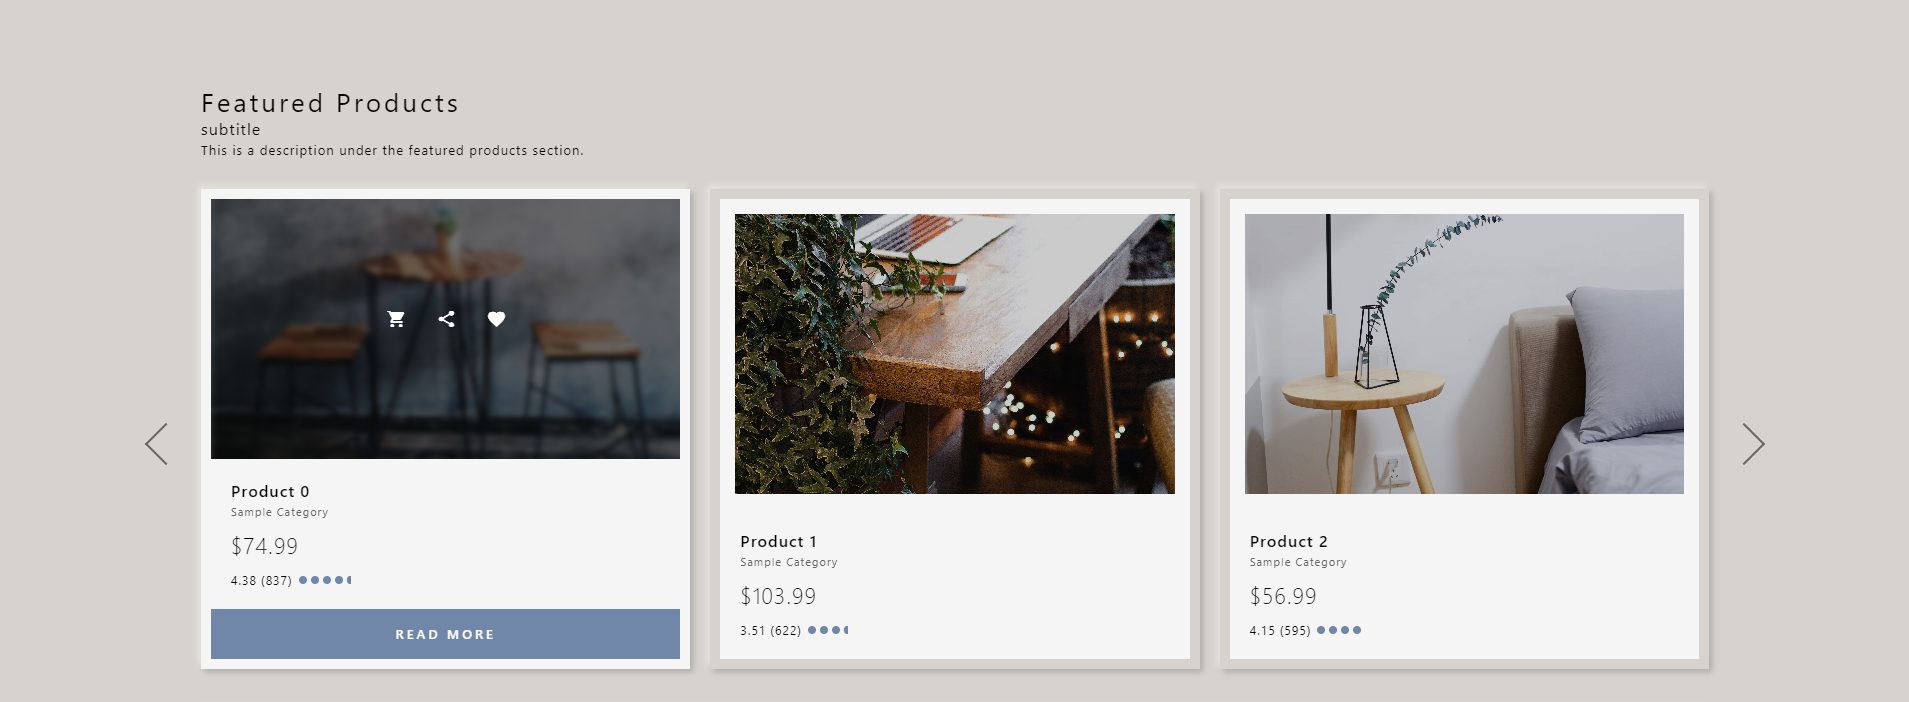 Featured Products
subtitle
This is a description under the featured products section.
Product 0
Sample Category
$74.99
4.38 (837)
READ MORE
Product 1
Sample Category
$103.99
3.51 (622)
Product 2
Sample Category
$56.99
4.15 (595)